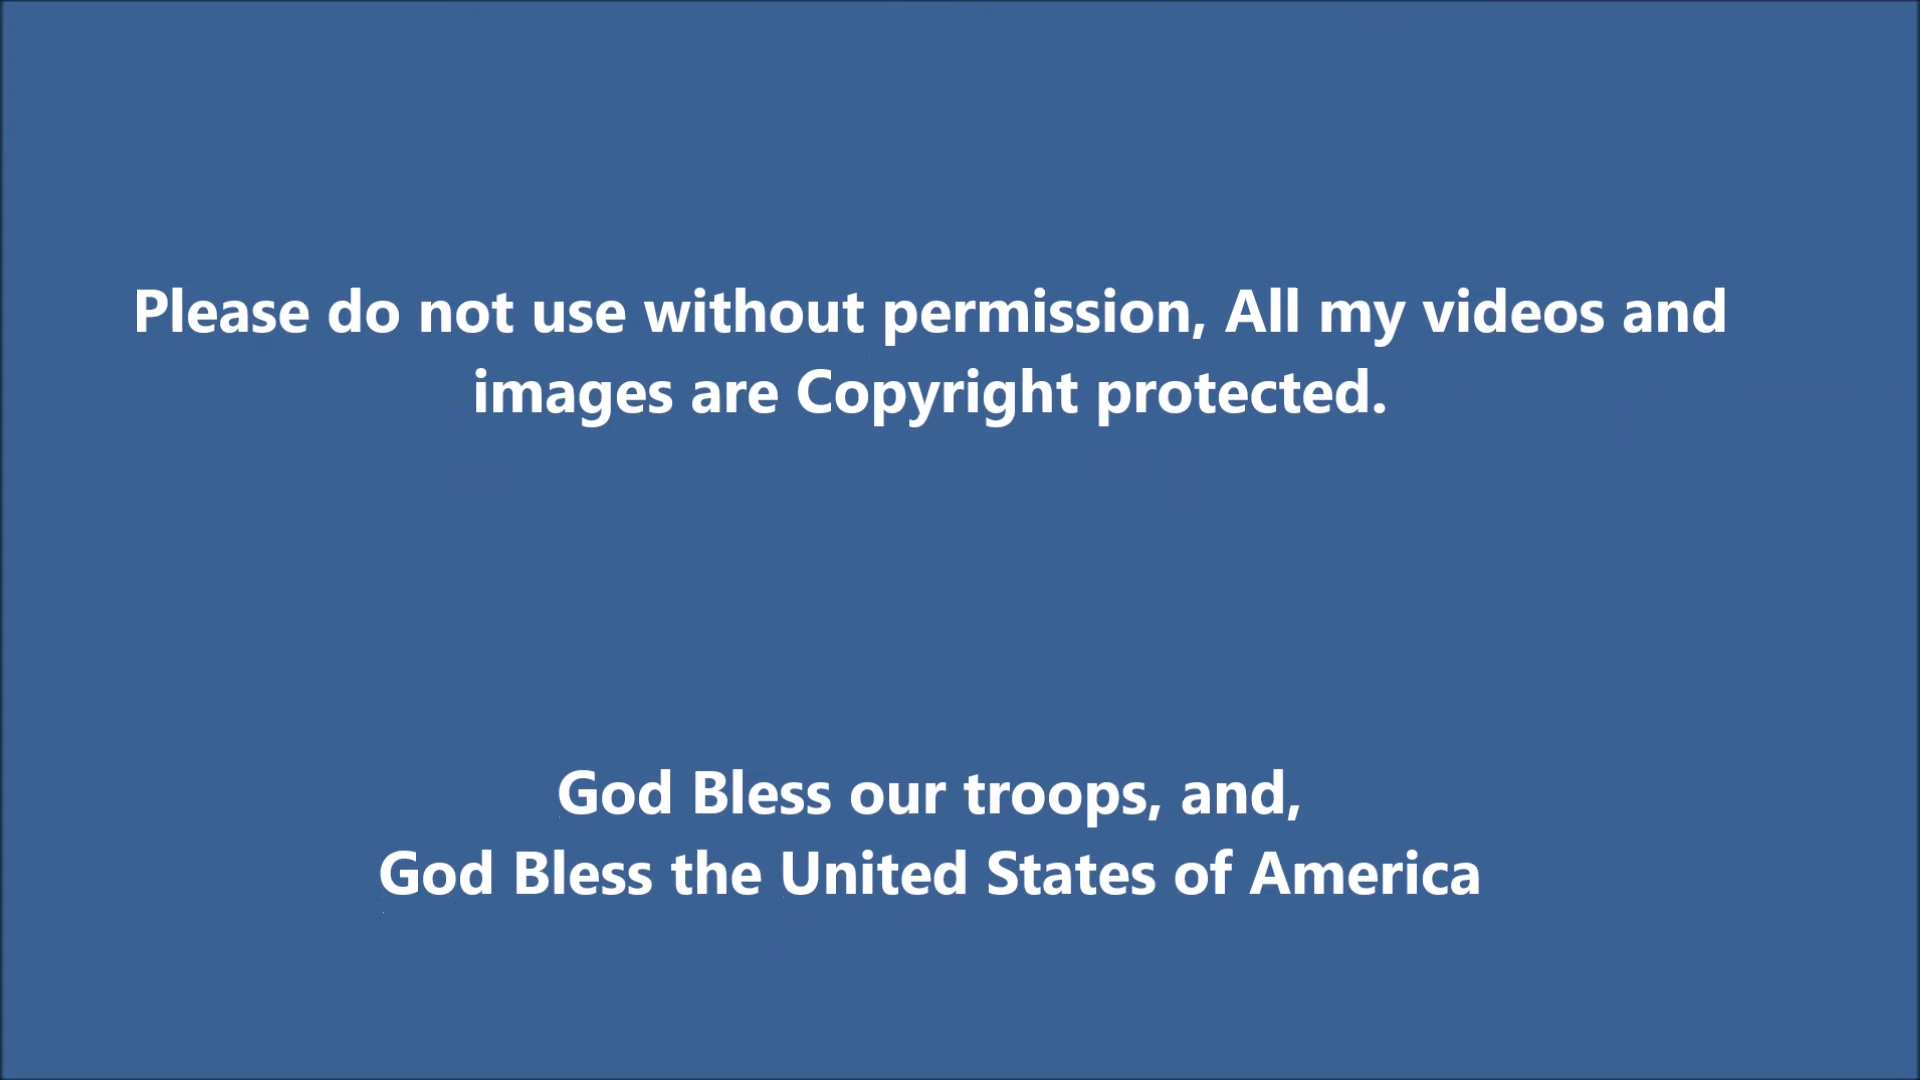 Please do not use without permission, All my videos and
images are Copyright protected.
God Bless our troops, and,
God Bless the United States of America